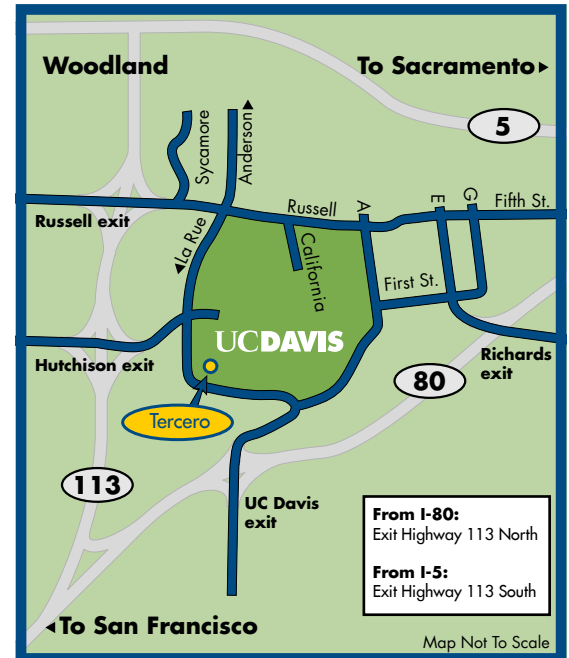 Woodland
To Sacramento
5
Sycamore
Anderson
Russell
A
E
G
Fifth St.
Russell exit
La Rue
California
First St.
UCDAVIS
Hutchison exit
Richards
exit
80
Tercero
113
UC Davis
exit
From I-80:
Exit Highway 113 North
From I-5:
Exit Highway 113 South
To San Francisco
Map Not To Scale